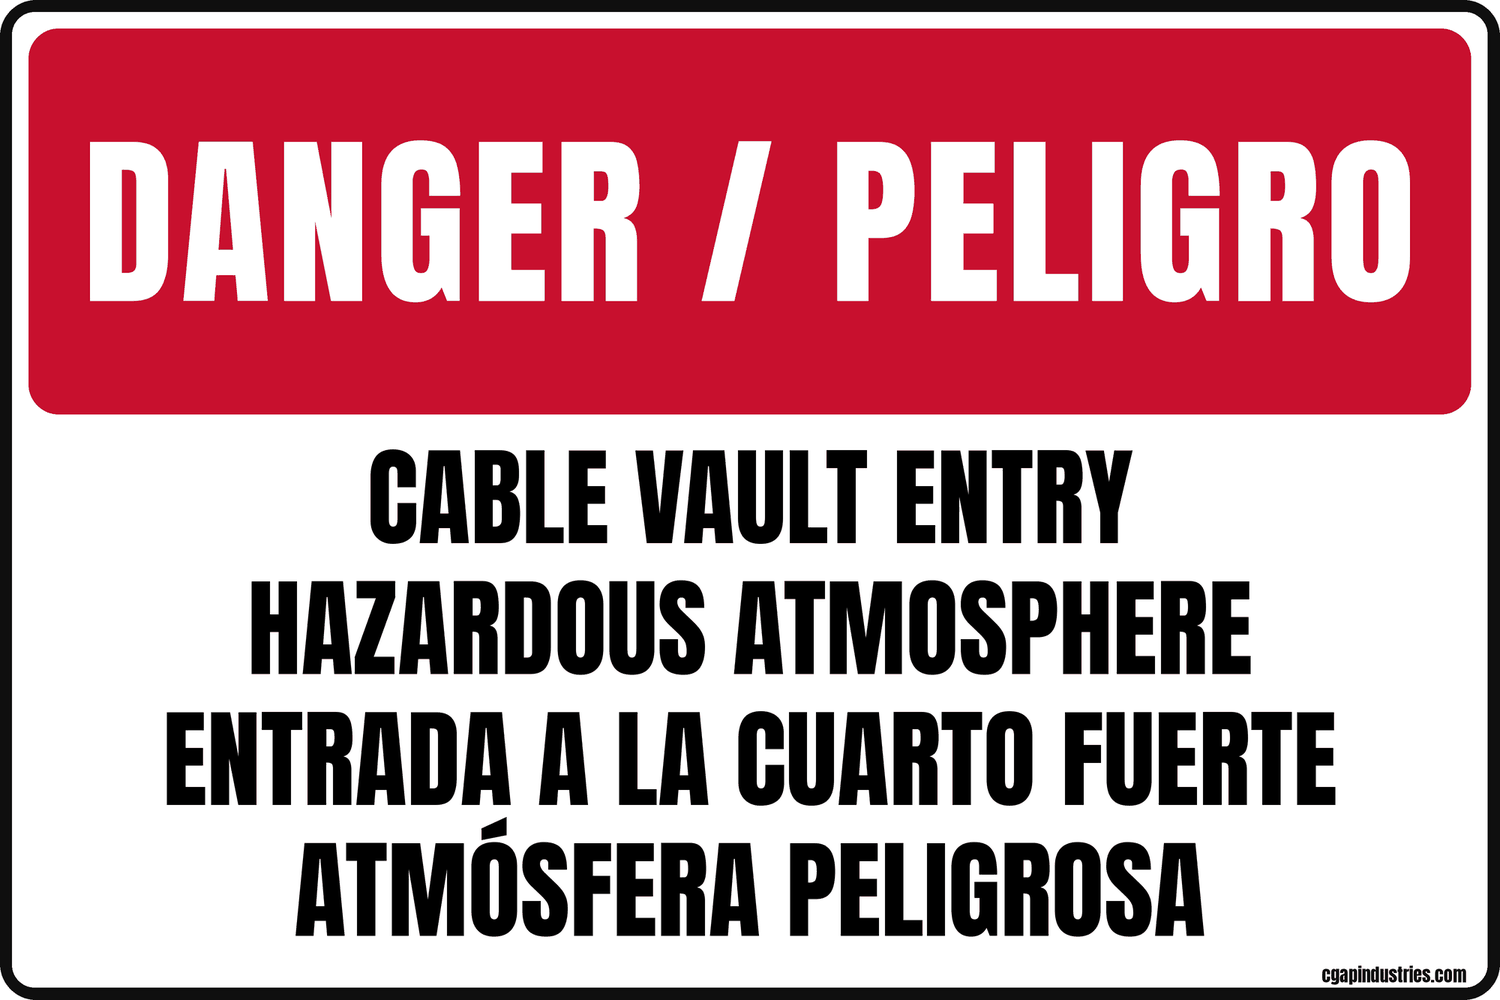 DANGER / PELIGRO
CABLE VAULT ENTRY
HAZARDOUS ATMOSPHERE
ENTRADA A LA CUARTO FUERTE
ATMÓSFERA PELIGROSA
cgapindustries.com